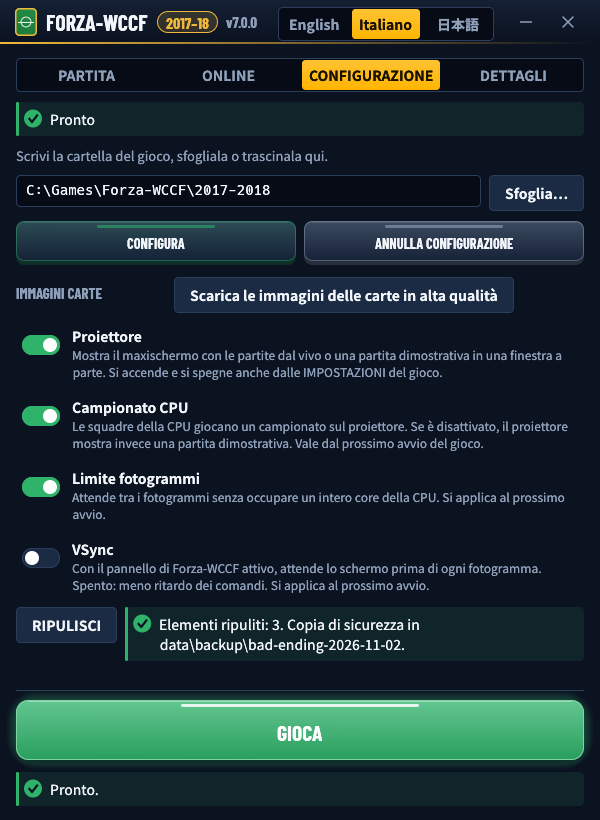 FORZA-WCCF 2017-18 v7.0.0 English Italiano 日本語
PARTITA ONLINE CONFIGURAZIONE DETTAGLI
Pronto
Scrivi la cartella del gioco, sfogliala o trascinala qui.
C:\Games\Forza-WCCF\2017-2018 Sfoglia...
CONFIGURA ANNULLA CONFIGURAZIONE
IMMAGINI CARTE Scarica le immagini delle carte in alta qualità
Proiettore
Mostra il maxischermo con le partite dal vivo o una partita dimostrativa in una finestra a
parte. Si accende e si spegne anche dalle IMPOSTAZIONI del gioco.
Campionato CPU
Le squadre della CPU giocano un campionato sul proiettore. Se è disattivato, il proiettore
mostra invece una partita dimostrativa. Vale dal prossimo avvio del gioco.
Limite fotogrammi
Attende tra i fotogrammi senza occupare un intero core della CPU. Si applica al prossimo
avvio.
VSync
Con il pannello di Forza-WCCF attivo, attende lo schermo prima di ogni fotogramma.
Spento: meno ritardo dei comandi. Si applica al prossimo avvio.
RIPULISCI Elementi ripuliti: 3. Copia di sicurezza in
data\backup\bad-ending-2026-11-02.
GIOCA
Pronto.